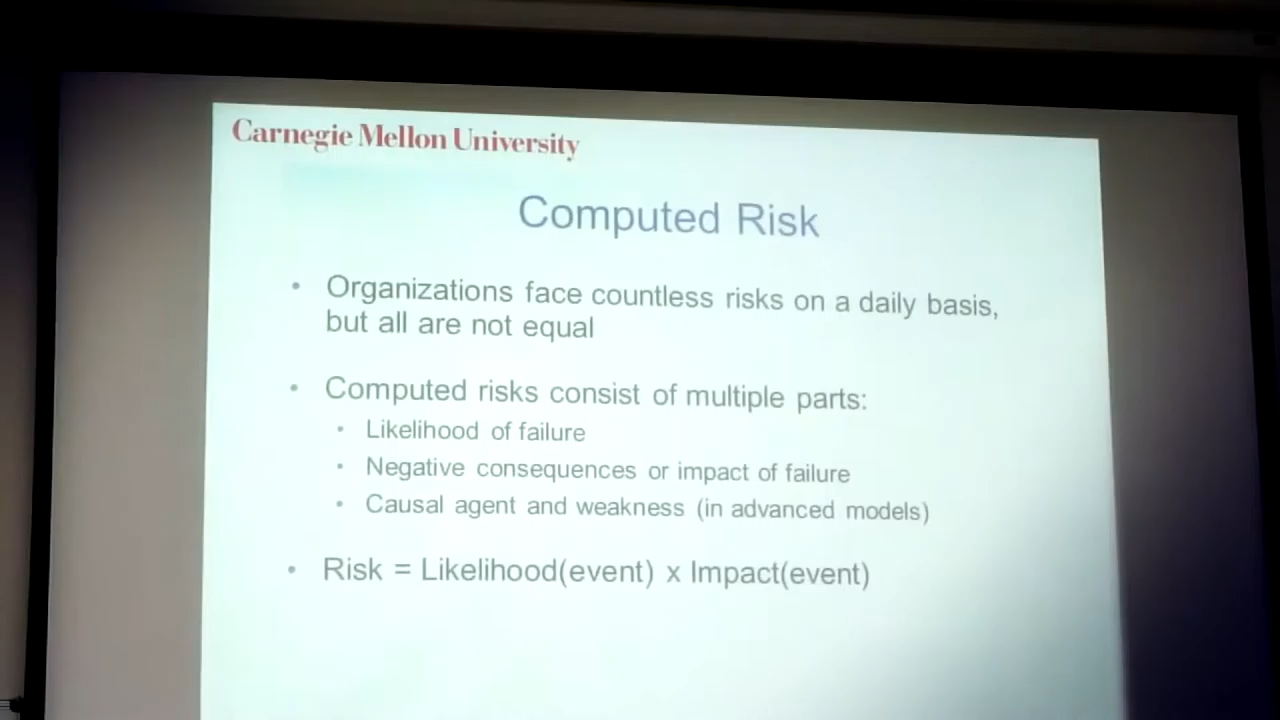 Carnegie Mellon University
Computed Risk
• Organizations face countless risks on a daily basis,
but all are not equal
• Computed risks consist of multiple parts:
• Likelihood of failure
• Negative consequences or impact of failure
• Causal agent and weakness (in advanced models)
• Risk = Likelihood(event) x Impact(event)